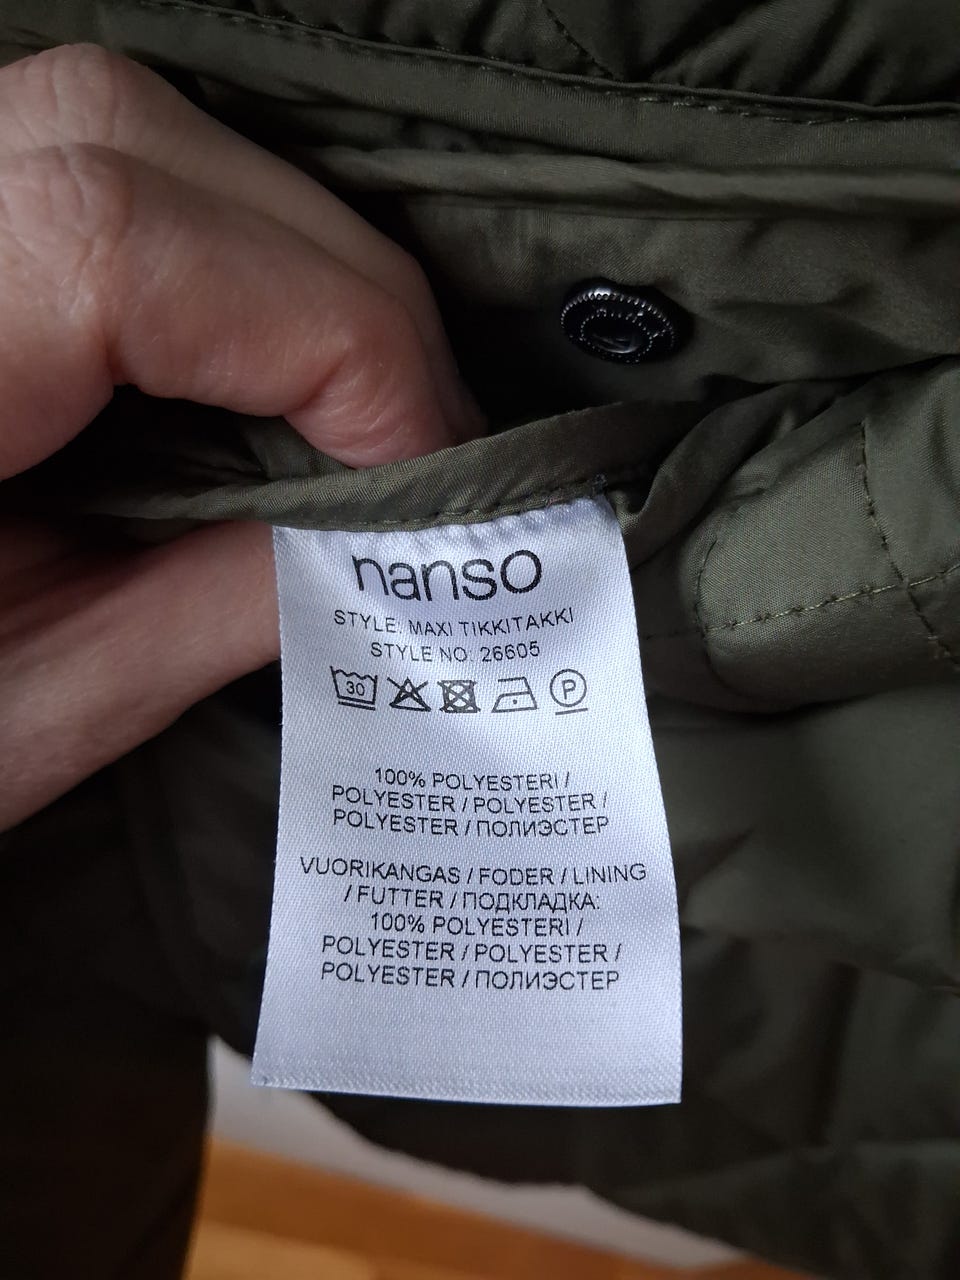 nanso
STYLE: MAXI TIKKITAKKI
STYLE NO: 26605
30 P
100% POLYESTERI /
POLYESTER / POLYESTER /
POLYESTER / ПОЛИЭСТЕР
VUORIKANGAS / FODER / LINING
/ FUTTER / ПОДКЛАДКА:
100% POLYESTERI /
POLYESTER / POLYESTER /
POLYESTER / ПОЛИЭСТЕР